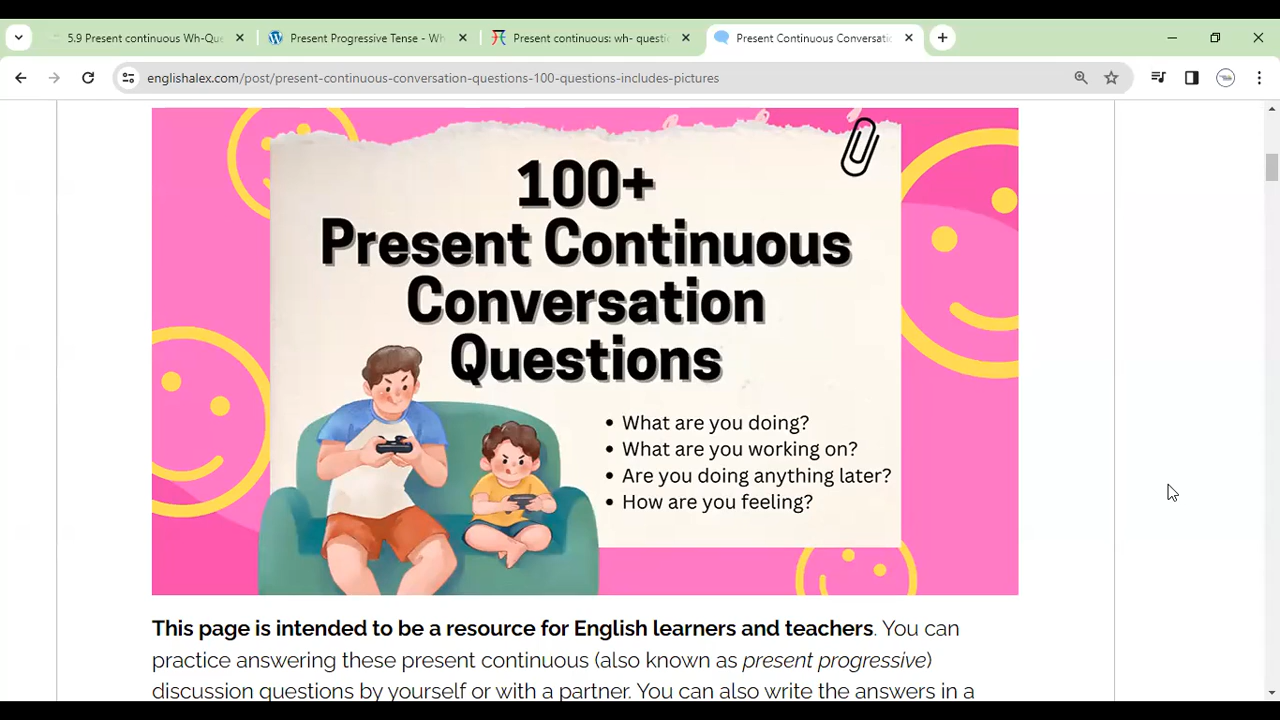 5.9 Present continuous Wh-Que
Present Progressive Tense - Wh
Present continuous: wh- questi
Present Continuous Conversatio
englishalex.com/post/present-continuous-conversation-questions-100-questions-includes-pictures
100+
Present Continuous
Conversation
Questions
• What are you doing?
• What are you working on?
• Are you doing anything later?
• How are you feeling?
This page is intended to be a resource for English learners and teachers. You can
practice answering these present continuous (also known as present progressive)
discussion questions by yourself or with a partner. You can also write the answers in a